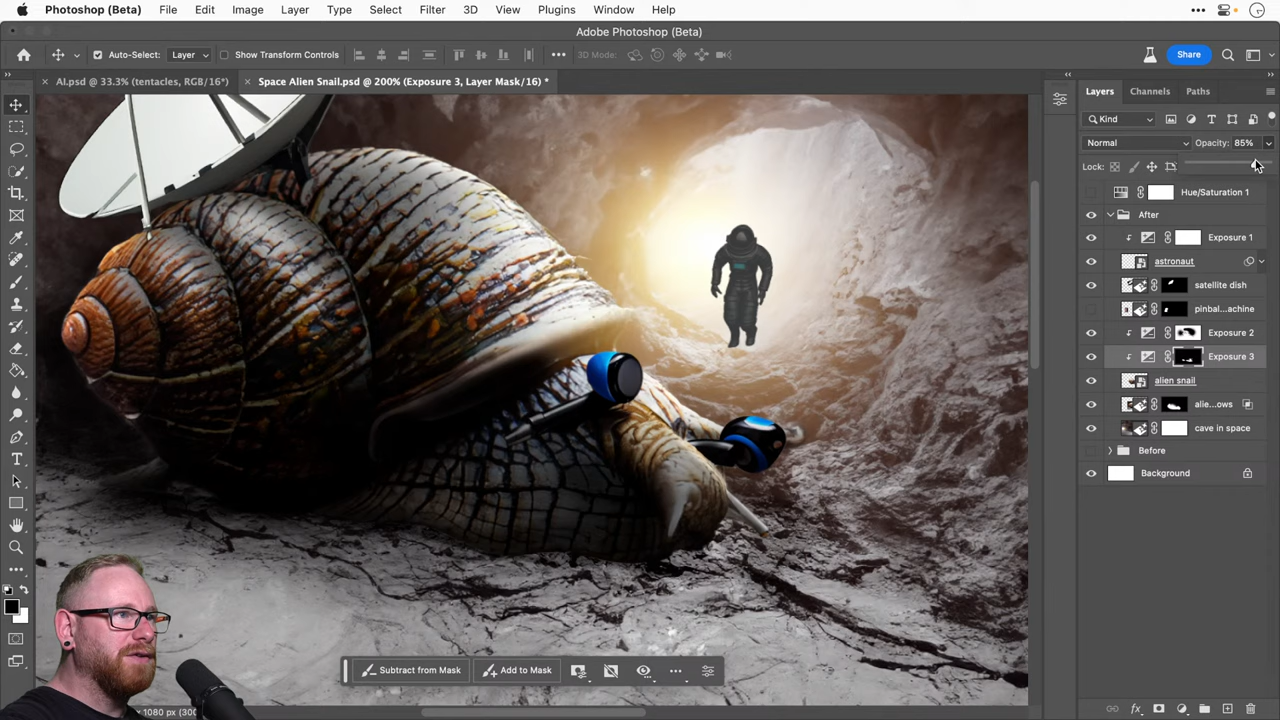 Photoshop (Beta) File Edit Image Layer Type Select Filter 3D View Plugins Window Help
Adobe Photoshop (Beta)
Auto-Select: Layer Show Transform Controls 3D Mode: Share
AI.psd @ 33.3% (tentacles, RGB/16*) Space Alien Snail.psd @ 200% (Exposure 3, Layer Mask/16) *
Layers Channels Paths
Kind
Normal Opacity: 85%
Lock:
Hue/Saturation 1
After
Exposure 1
astronaut
satellite dish
pinbal...achine
Exposure 2
Exposure 3
alien snail
alie...ows
cave in space
Before
Background
Subtract from Mask Add to Mask
1080 px (300